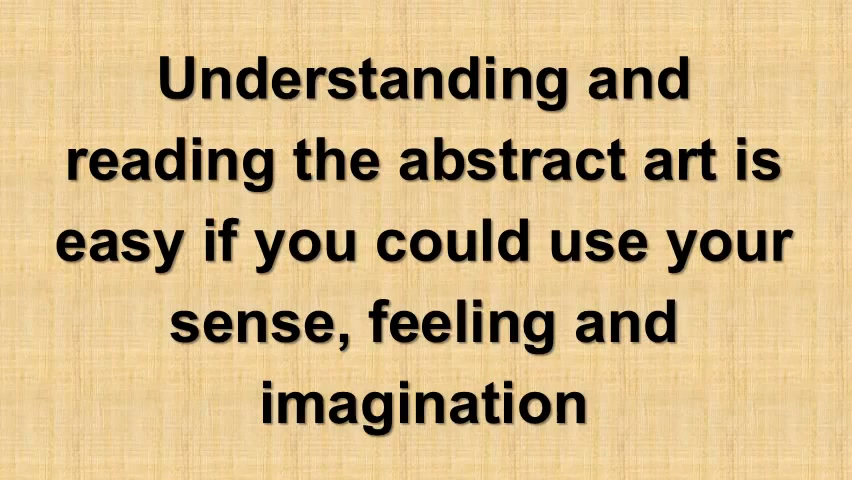 Understanding and
reading the abstract art is
easy if you could use your
sense, feeling and
imagination